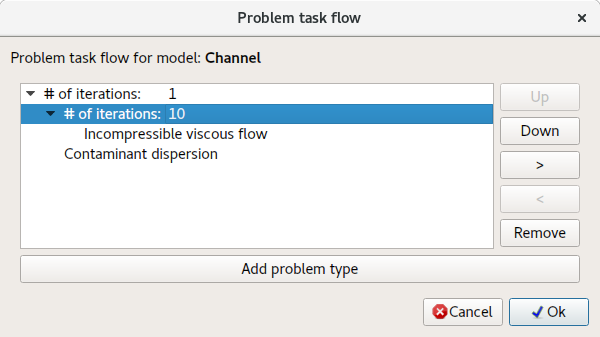 Problem task flow
Problem task flow for model: Channel
# of iterations: 1
# of iterations: 10
Incompressible viscous flow
Contaminant dispersion
Up
Down
>
<
Remove
Add problem type
Cancel
Ok